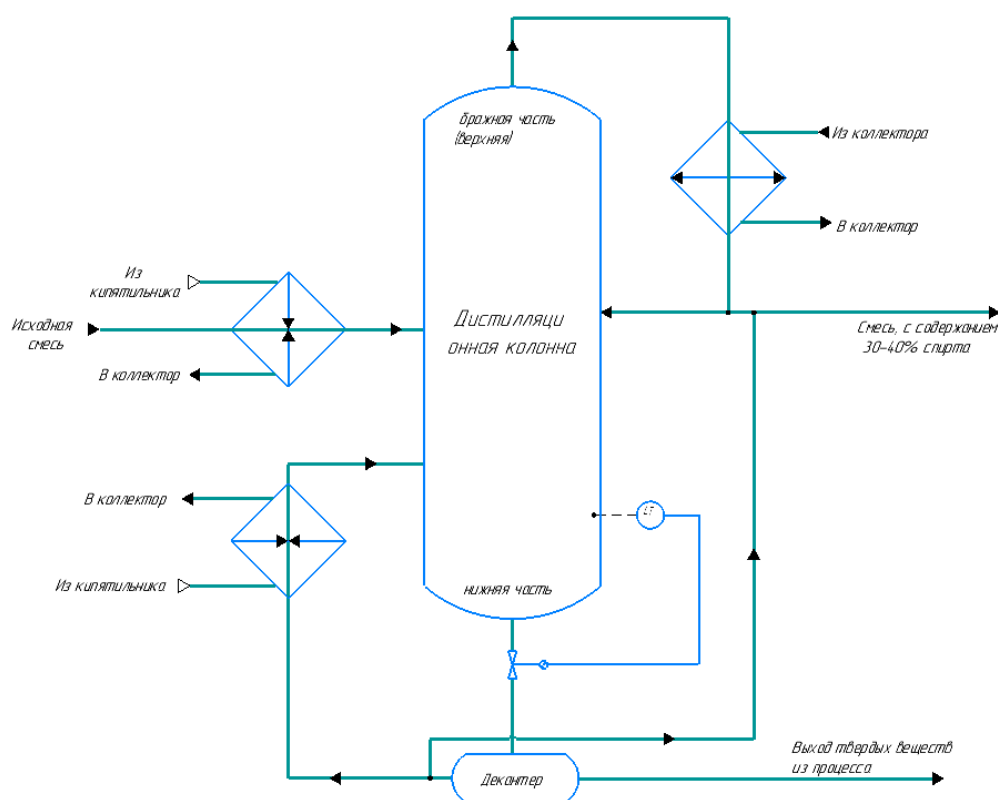 бражная часть
(верхняя)
Из коллектора
В коллектор
Из
кипятильника
Исходная
смесь
В коллектор
Дистилляци
онная колонна
Смесь, с содержанием
30-40% спирта
В коллектор
LT
Из кипятильника
нижняя часть
Выход твердых веществ
из процесса
Декантер